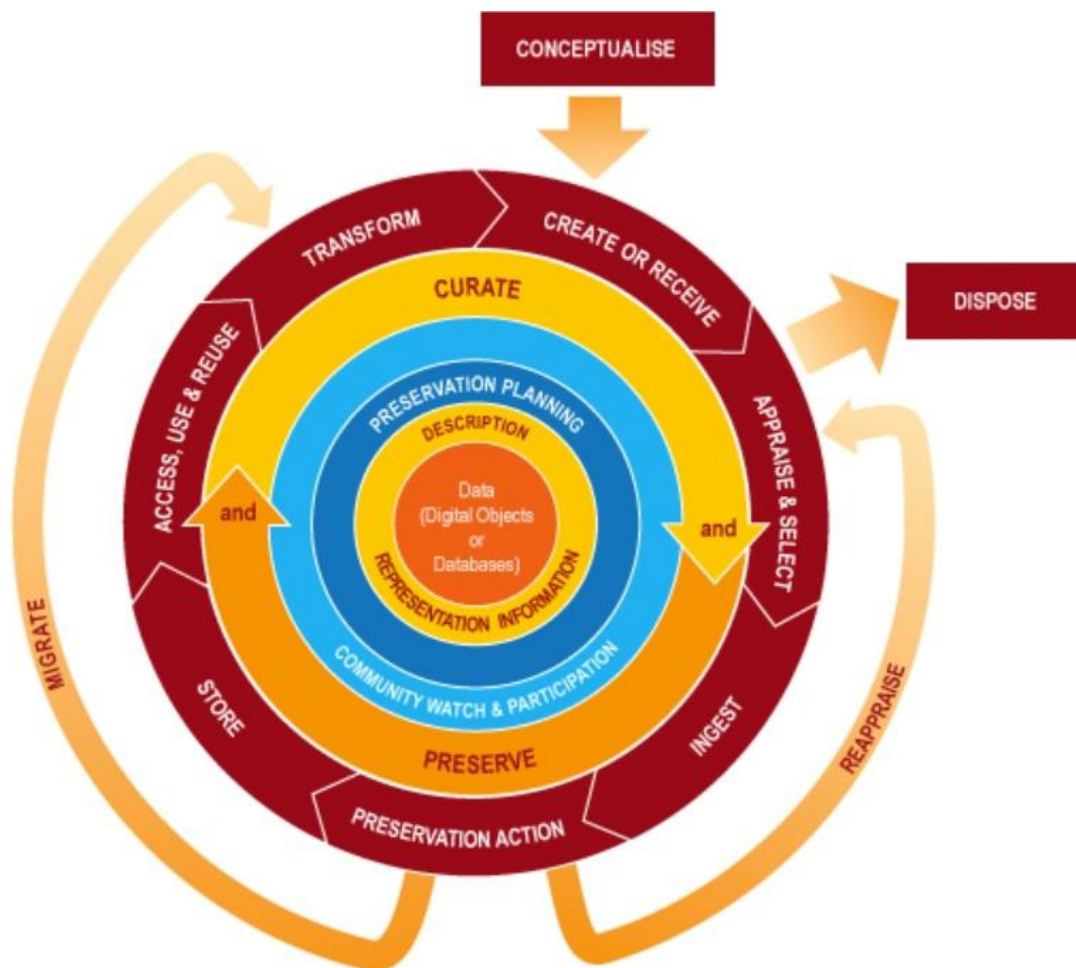 CONCEPTUALISE
TRANSFORM
CREATE OR RECEIVE
DISPOSE
CURATE
ACCESS, USE & REUSE
APPRAISE & SELECT
PRESERVATION PLANNING
DESCRIPTION
Data
(Digital Objects
or
Databases)
and
and
REPRESENTATION INFORMATION
COMMUNITY WATCH & PARTICIPATION
MIGRATE
STORE
PRESERVE
INGEST
REAPPRAISE
PRESERVATION ACTION